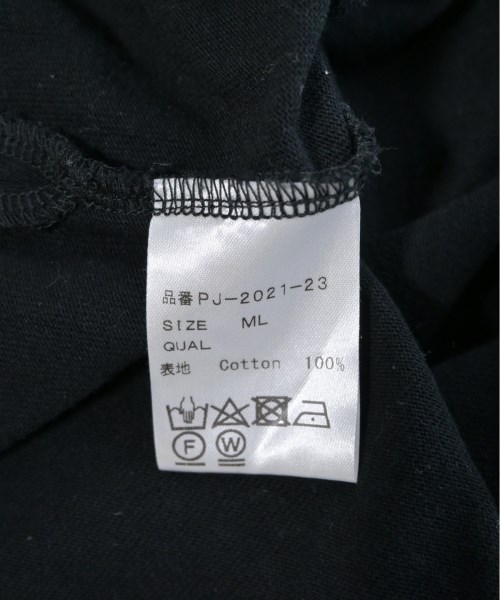 品番PJ-2021-23
SIZE ML
QUAL
表地 Cotton 100%
F W